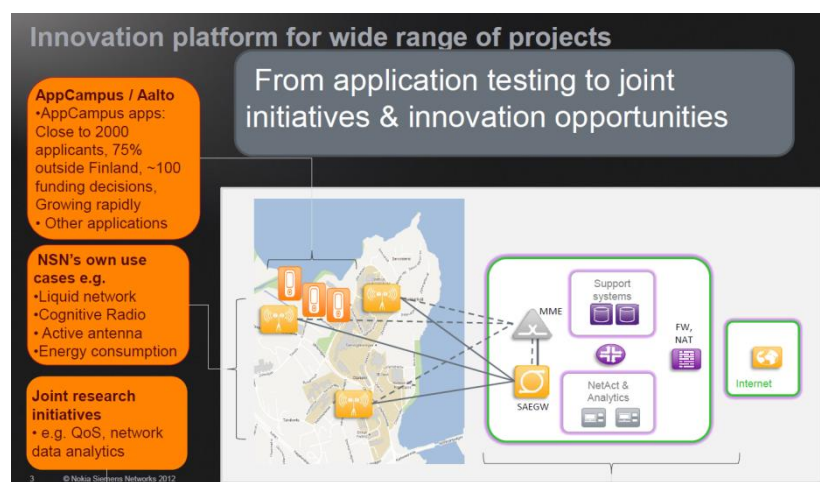 Innovation platform for wide range of projects
From application testing to joint
initiatives & innovation opportunities
AppCampus / Aalto
•AppCampus apps:
Close to 2000
applicants, 75%
outside Finland, ~100
funding decisions,
Growing rapidly
• Other applications
NSN's own use
cases e.g.
•Liquid network
•Cognitive Radio
• Active antenna
•Energy consumption
Joint research
initiatives
• e.g. QoS, network
data analytics
MME
SAEGW
Support
systems
NetAct &
Analytics
FW,
NAT
Internet
3 © Nokia Siemens Networks 2012